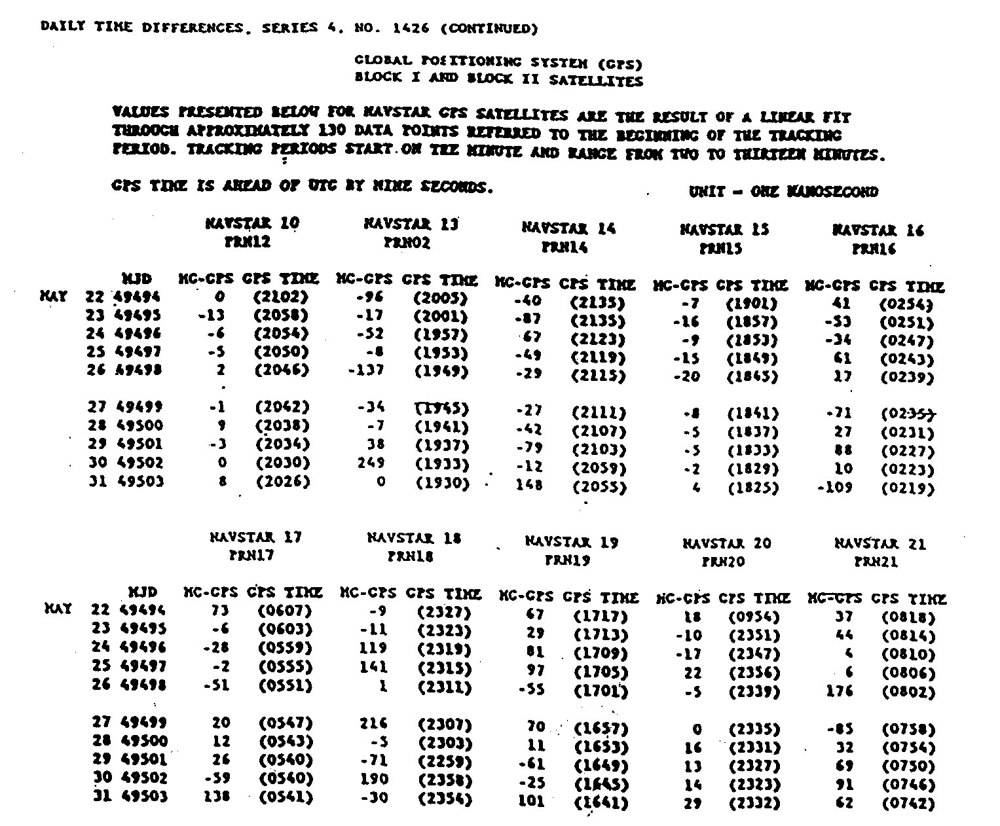 DAILY TIME DIFFERENCES, SERIES 4, NO. 1426 (CONTINUED)
GLOBAL POSITIONING SYSTEM (GPS)
BLOCK I AND BLOCK II SATELLITES
VALUES PRESENTED BELOW FOR NAVSTAR GPS SATELLITES ARE THE RESULT OF A LINEAR FIT
THROUGH APPROXIMATELY 130 DATA POINTS REFERRED TO THE BEGINNING OF THE TRACKING
PERIOD. TRACKING PERIODS START ON THE MINUTE AND RANGE FROM TWO TO THIRTEEN MINUTES.
GPS TIME IS AHEAD OF UTC BY NINE SECONDS. UNIT - ONE NANOSECOND
NAVSTAR 10 NAVSTAR 13 NAVSTAR 14 NAVSTAR 15 NAVSTAR 16
PRN12 PRN02 PRN14 PRN15 PRN16
MJD MC-GPS GPS TIME MC-GPS GPS TIME MC-GPS GPS TIME MC-GPS GPS TIME MC-GPS GPS TIME
MAY 22 49494 0 (2102) -96 (2005) -40 (2135) -7 (1901) 41 (0254)
23 49495 -13 (2058) -17 (2001) -87 (2135) -16 (1857) -53 (0251)
24 49496 -6 (2054) -52 (1957) 67 (2123) -9 (1853) -34 (0247)
25 49497 -5 (2050) -8 (1953) -49 (2119) -15 (1849) 61 (0243)
26 49498 2 (2046) -137 (1949) -29 (2115) -20 (1845) 17 (0239)
27 49499 -1 (2042) -34 (1945) -27 (2111) -8 (1841) -71 (0235)
28 49500 9 (2038) -7 (1941) -42 (2107) -5 (1837) 27 (0231)
29 49501 -3 (2034) 38 (1937) -79 (2103) -5 (1833) 88 (0227)
30 49502 0 (2030) 249 (1933) -12 (2059) -2 (1829) 10 (0223)
31 49503 8 (2026) 0 (1930) 148 (2055) 4 (1825) -109 (0219)
NAVSTAR 17 NAVSTAR 18 NAVSTAR 19 NAVSTAR 20 NAVSTAR 21
PRN17 PRN18 PRN19 PRN20 PRN21
MJD MC-GPS GPS TIME MC-GPS GPS TIME MC-GPS GPS TIME MC-GPS GPS TIME MC-GPS GPS TIME
MAY 22 49494 73 (0607) -9 (2327) 67 (1717) 18 (0954) 37 (0818)
23 49495 -6 (0603) -11 (2323) 29 (1713) -10 (2351) 44 (0814)
24 49496 -28 (0559) 119 (2319) 81 (1709) -17 (2347) 4 (0810)
25 49497 -2 (0555) 141 (2315) 97 (1705) 22 (2356) 6 (0806)
26 49498 -51 (0551) 1 (2311) -55 (1701) -5 (2339) 176 (0802)
27 49499 20 (0547) 216 (2307) 70 (1657) 0 (2335) -85 (0758)
28 49500 12 (0543) -5 (2303) 11 (1653) 16 (2331) 32 (0754)
29 49501 26 (0540) -71 (2259) -61 (1649) 13 (2327) 69 (0750)
30 49502 -59 (0540) 190 (2358) -25 (1645) 14 (2323) 91 (0746)
31 49503 138 (0541) -30 (2354) 101 (1641) 29 (2332) 62 (0742)